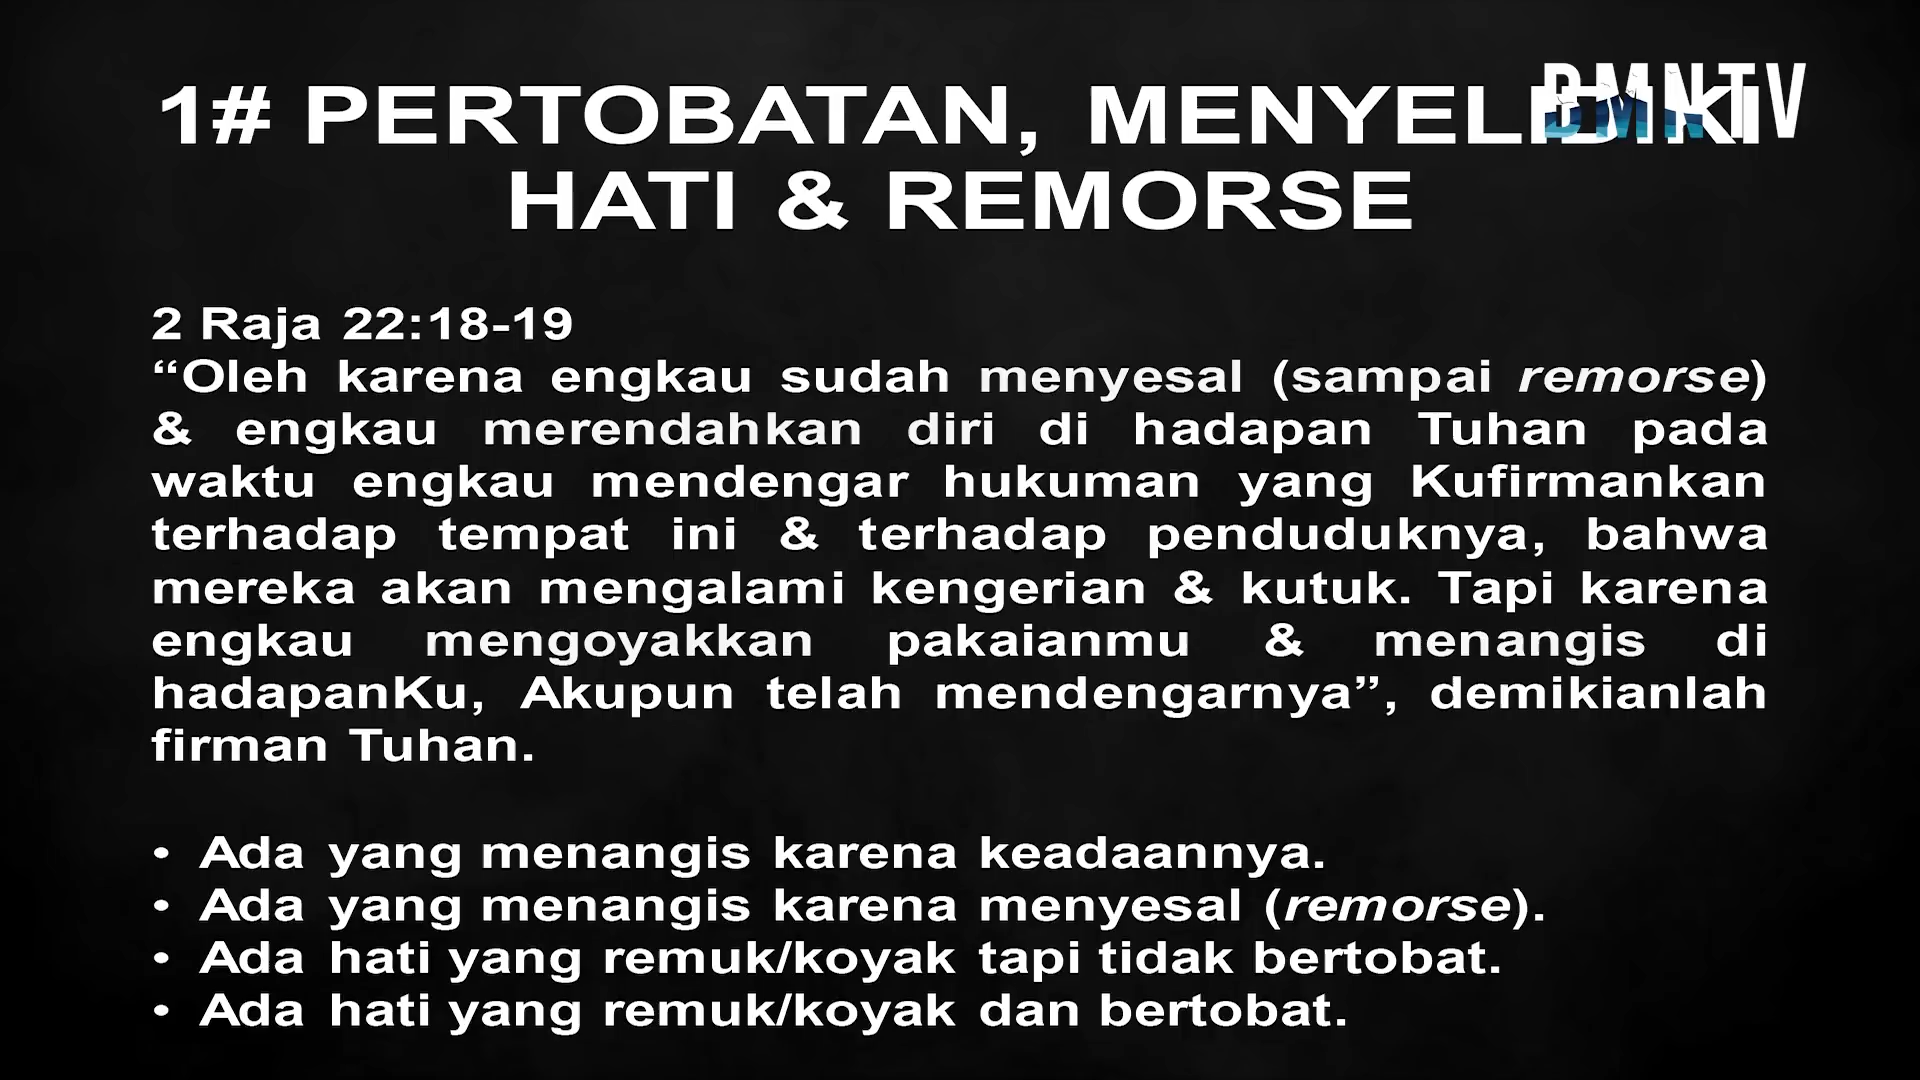 1# PERTOBATAN, MENYELIDIKI
HATI & REMORSE
BMNTV
2 Raja 22:18-19
“Oleh karena engkau sudah menyesal (sampai remorse)
& engkau merendahkan diri di hadapan Tuhan pada
waktu engkau mendengar hukuman yang Kufirmankan
terhadap tempat ini & terhadap penduduknya, bahwa
mereka akan mengalami kengerian & kutuk. Tapi karena
engkau mengoyakkan pakaianmu & menangis di
hadapanKu, Akupun telah mendengarnya”, demikianlah
firman Tuhan.
• Ada yang menangis karena keadaannya.
• Ada yang menangis karena menyesal (remorse).
• Ada hati yang remuk/koyak tapi tidak bertobat.
• Ada hati yang remuk/koyak dan bertobat.